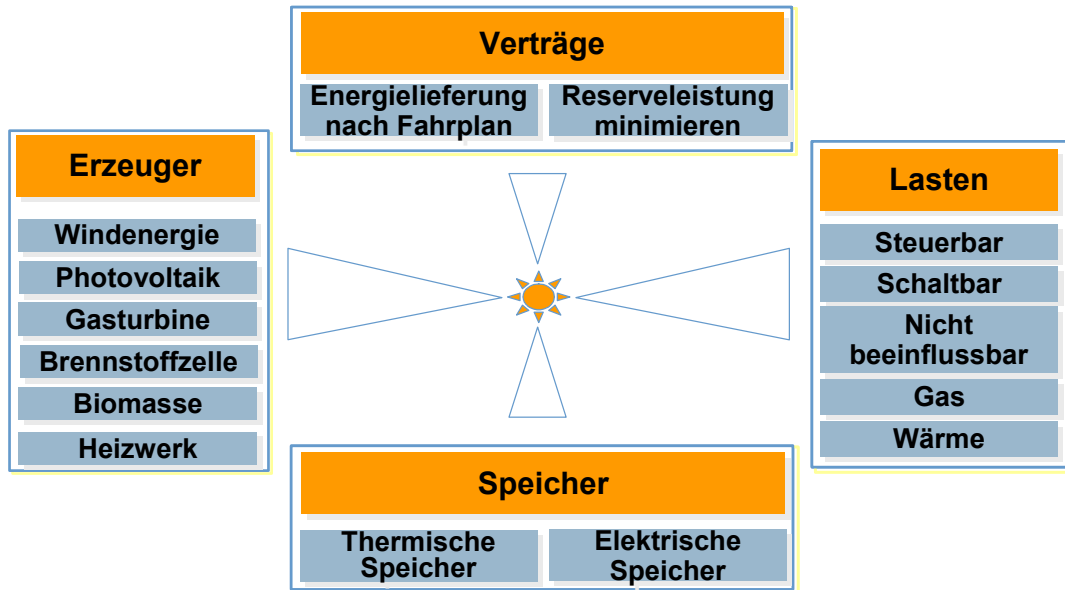 Verträge
Energielieferung
nach Fahrplan
Reserveleistung
minimieren
Erzeuger
Windenergie
Photovoltaik
Gasturbine
Brennstoffzelle
Biomasse
Heizwerk
Lasten
Steuerbar
Schaltbar
Nicht
beeinflussbar
Gas
Wärme
Speicher
Thermische
Speicher
Elektrische
Speicher